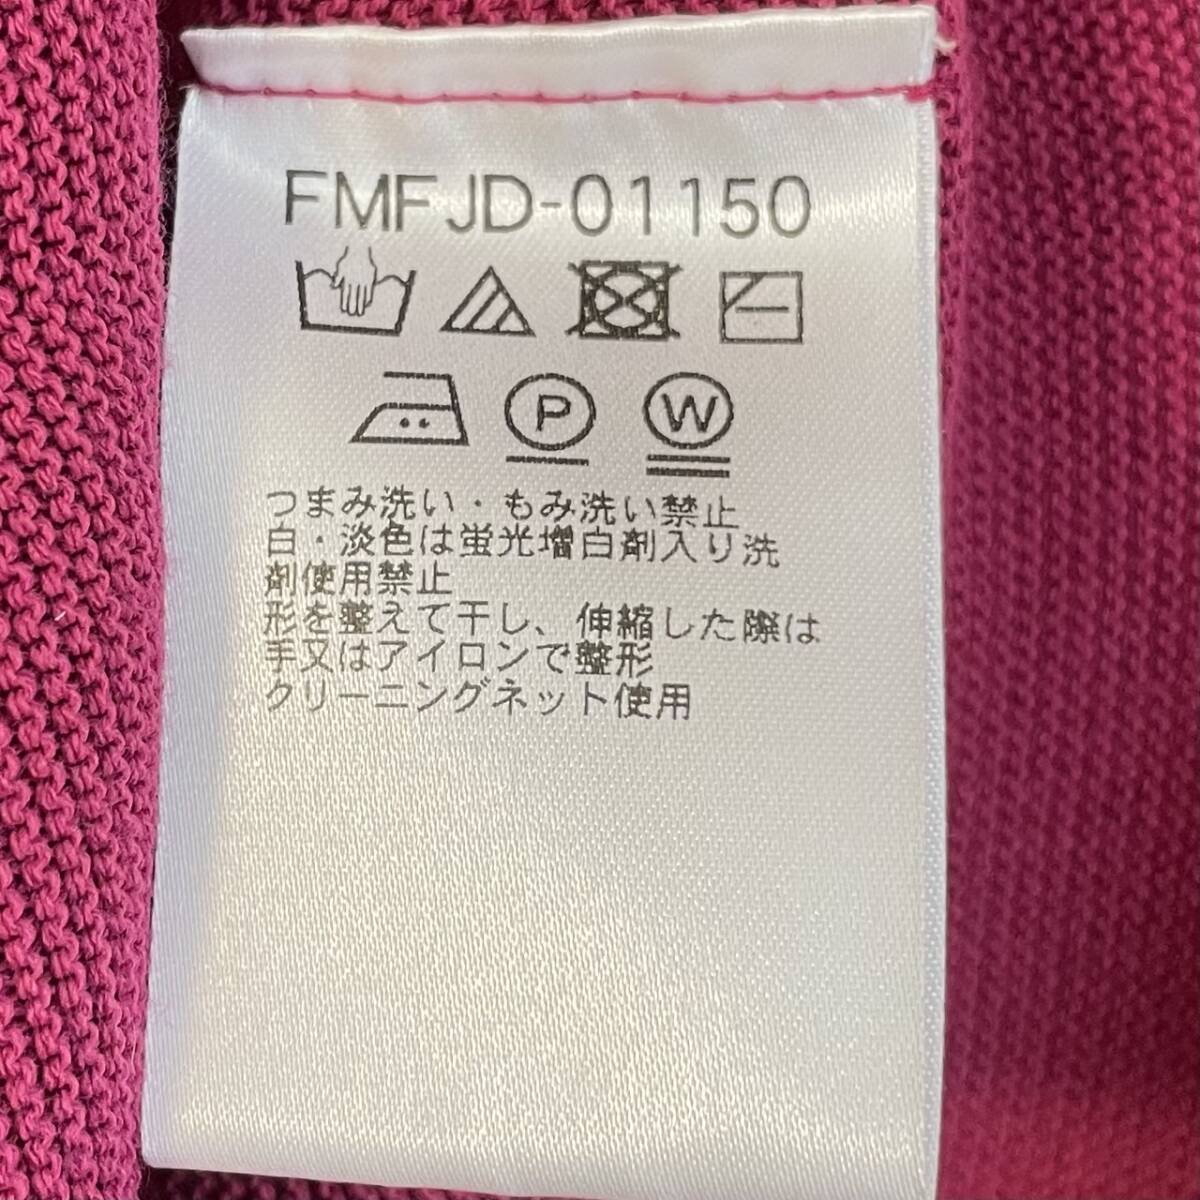 FMFJD-01150
P W
つまみ洗い・もみ洗い禁止
白・淡色は蛍光増白剤入り洗
剤使用禁止
形を整えて干し、伸縮した際は
手又はアイロンで整形
クリーニングネット使用